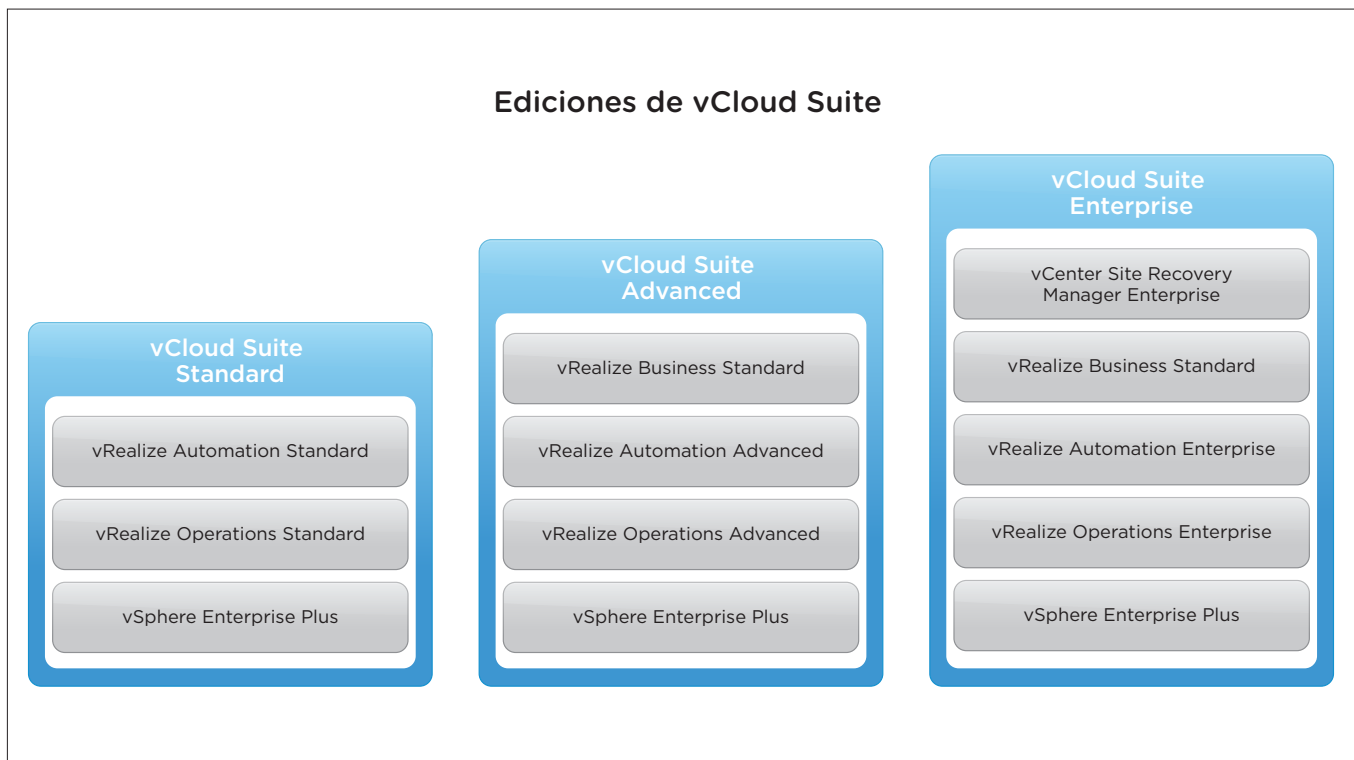 Ediciones de vCloud Suite
vCloud Suite
Standard
vRealize Automation Standard
vRealize Operations Standard
vSphere Enterprise Plus
vCloud Suite
Advanced
vRealize Business Standard
vRealize Automation Advanced
vRealize Operations Advanced
vSphere Enterprise Plus
vCloud Suite
Enterprise
vCenter Site Recovery
Manager Enterprise
vRealize Business Standard
vRealize Automation Enterprise
vRealize Operations Enterprise
vSphere Enterprise Plus